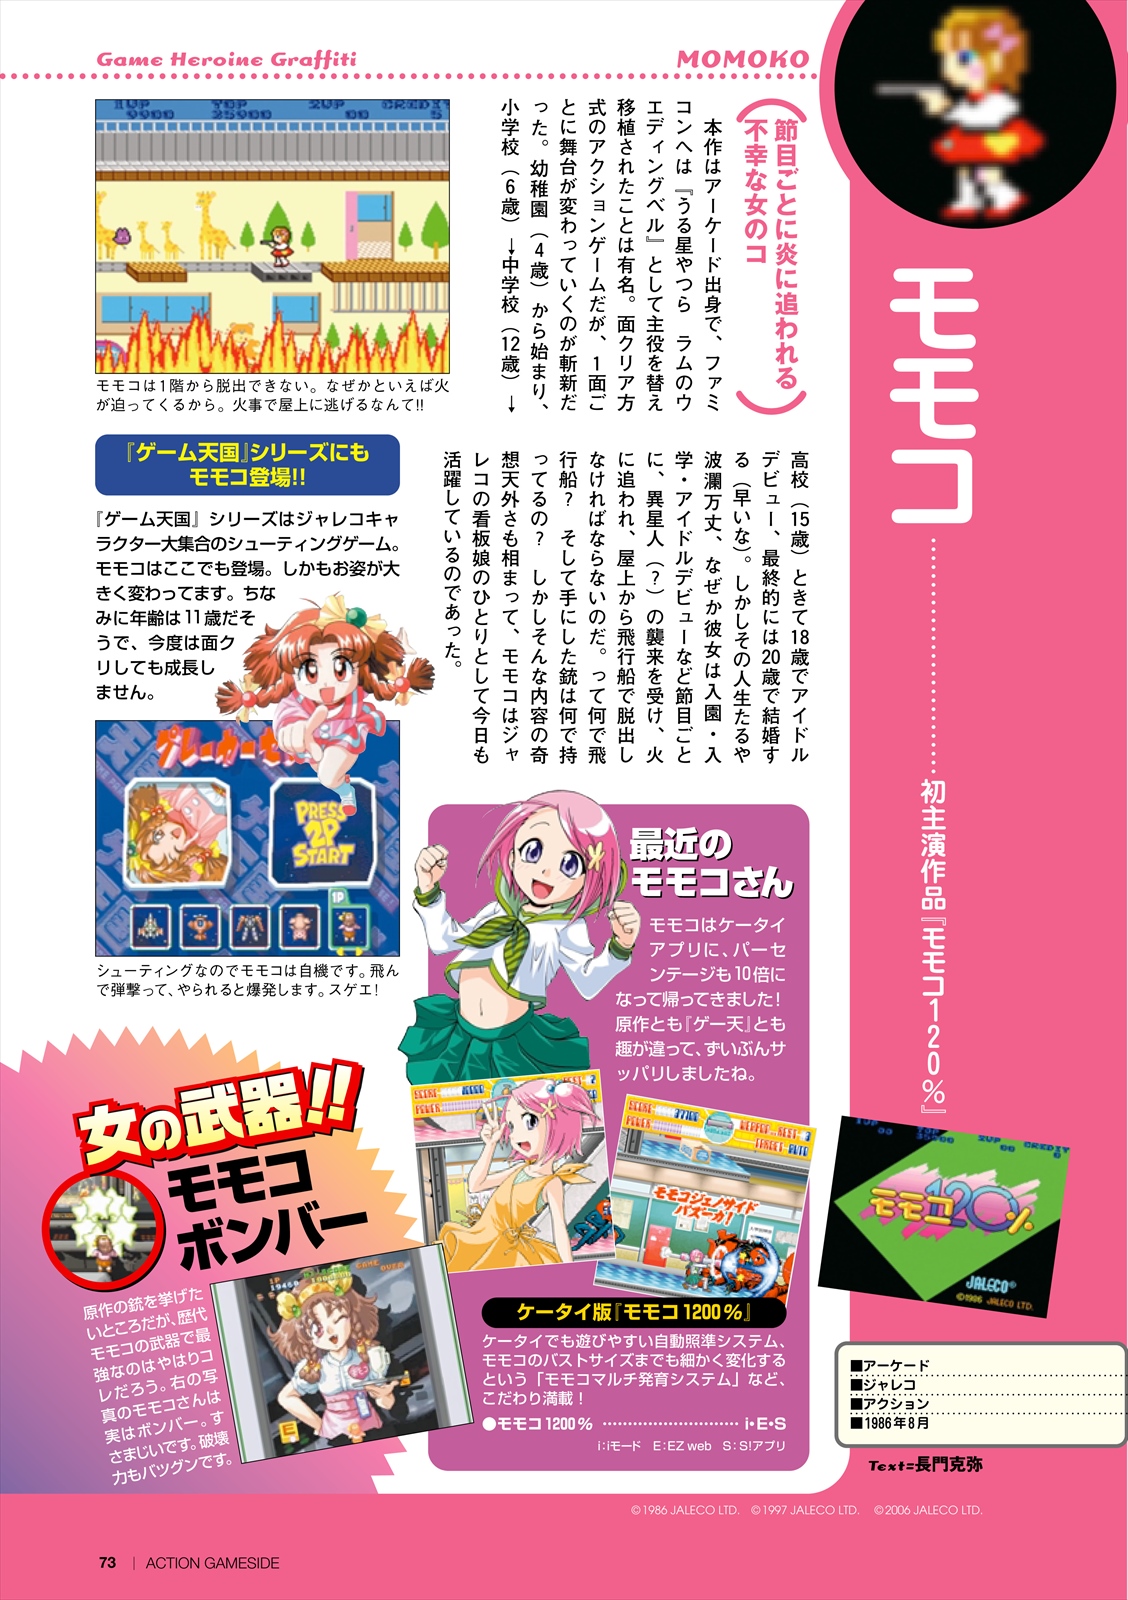 Game Heroine Graffiti
MOMOKO
モモコ
初主演作品『モモコ120%』
節目ごとに炎に追われる
不幸な女のコ
本作はアーケード出身で、ファミ
コンへは『うる星やつら　ラムのウ
エディングベル』として主役を替え
移植されたことは有名。面クリア方
式のアクションゲームだが、1面ご
とに舞台が変わっていくのが斬新だ
った。幼稚園（4歳）から始まり、
小学校（6歳）→中学校（12歳）→
高校（15歳）ときて18歳でアイドル
デビュー、最終的には20歳で結婚す
る（早いな）。しかしその人生たるや
波瀾万丈、なぜか彼女は入園・入
学・アイドルデビューなど節目ごと
に、異星人（？）の襲来を受け、火
に追われ、屋上から飛行船で脱出し
なければならないのだ。って何で飛
行船？　そして手にした銃は何で持
ってるの？　しかしそんな内容の奇
想天外さも相まって、モモコはジャ
レコの看板娘のひとりとして今日も
活躍しているのであった。
1UP TOP 2UP CREDIT
9900 25900 00 5
モモコは1階から脱出できない。なぜかといえば火
が迫ってくるから。火事で屋上に逃げるなんて!!
『ゲーム天国』シリーズにも
モモコ登場!!
『ゲーム天国』シリーズはジャレコキャ
ラクター大集合のシューティングゲーム。
モモコはここでも登場。しかもお姿が大
きく変わってます。ちな
みに年齢は11歳だそ
うで、今度は面ク
リしても成長し
ません。
PRESS
2P
START
1P
シューティングなのでモモコは自機です。飛ん
で弾撃って、やられると爆発します。スゲエ！
最近の
モモコさん
モモコはケータイ
アプリに、パーセ
ンテージも10倍に
なって帰ってきました！
原作とも『ゲー天』とも
趣が違って、ずいぶんサ
ッパリしましたね。
モモコジェノサイド
バズーカ！
ケータイ版『モモコ1200%』
ケータイでも遊びやすい自動照準システム、
モモコのバストサイズまでも細かく変化する
という「モモコマルチ発育システム」など、
こだわり満載！
●モモコ1200% i・E・S
i：iモード　E：EZ web　S：S!アプリ
女の武器!!
モモコ
ボンバー
原作の銃を挙げた
いところだが、歴代
モモコの武器で最
強なのはやはりコ
レだろう。右の写
真のモモコさんは
実はボンバー。す
さまじいです。破壊
力もバツグンです。
GAME OVER
モモコ120%
JALECO
©1986 JALECO LTD.
■アーケード
■ジャレコ
■アクション
■1986年8月
Text=長門克弥
©1986 JALECO LTD.　©1997 JALECO LTD.　©2006 JALECO LTD.
73 | ACTION GAMESIDE